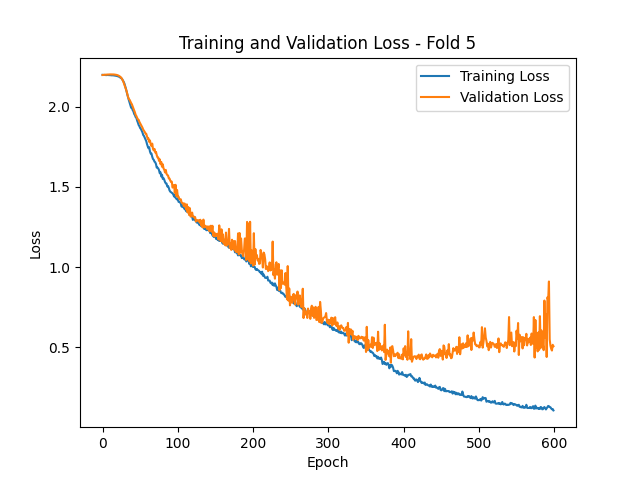 Training and Validation Loss - Fold 5
Training Loss
Validation Loss
2.0
1.5
1.0
0.5
Loss
0 100 200 300 400 500 600
Epoch